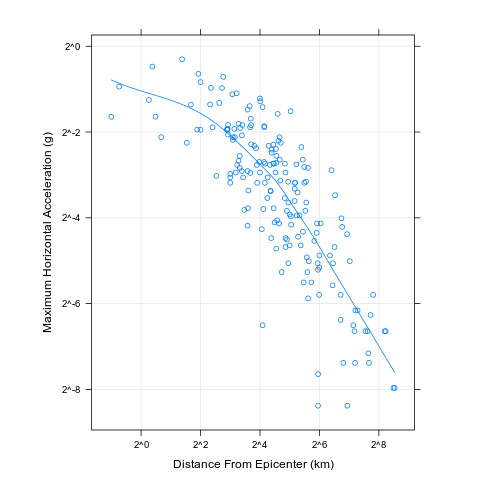 2^0
2^-2
2^-4
2^-6
2^-8
Maximum Horizontal Acceleration (g)
2^0 2^2 2^4 2^6 2^8
Distance From Epicenter (km)